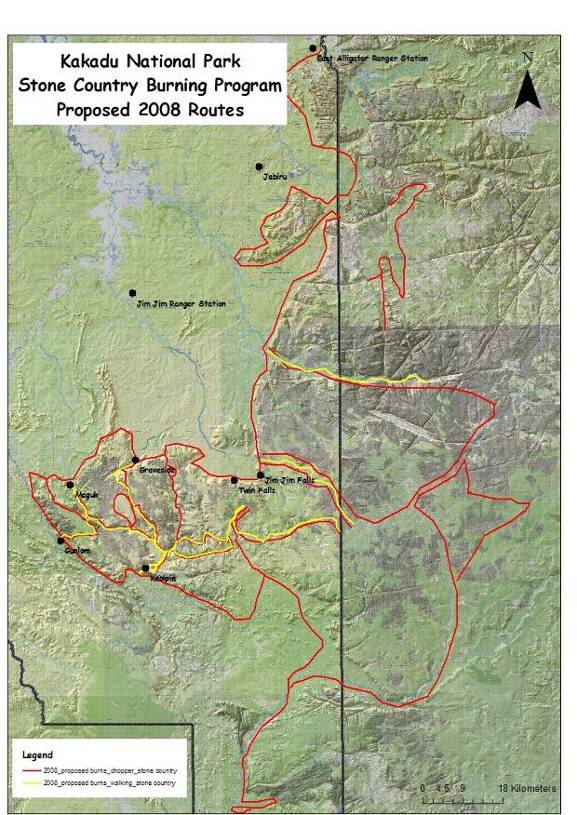 Kakadu National Park
Stone Country Burning Program
Proposed 2008 Routes
East Alligator Ranger Station
N
Jabiru
Jim Jim Ranger Station
Graveside
Jim Jim Falls
Twin Falls
Maguk
Gunlom
Koolpin
Legend
2008_proposed burns_chopper_stone country
2008_proposed burns_walking_stone country
0 4.5 9 18 Kilometers